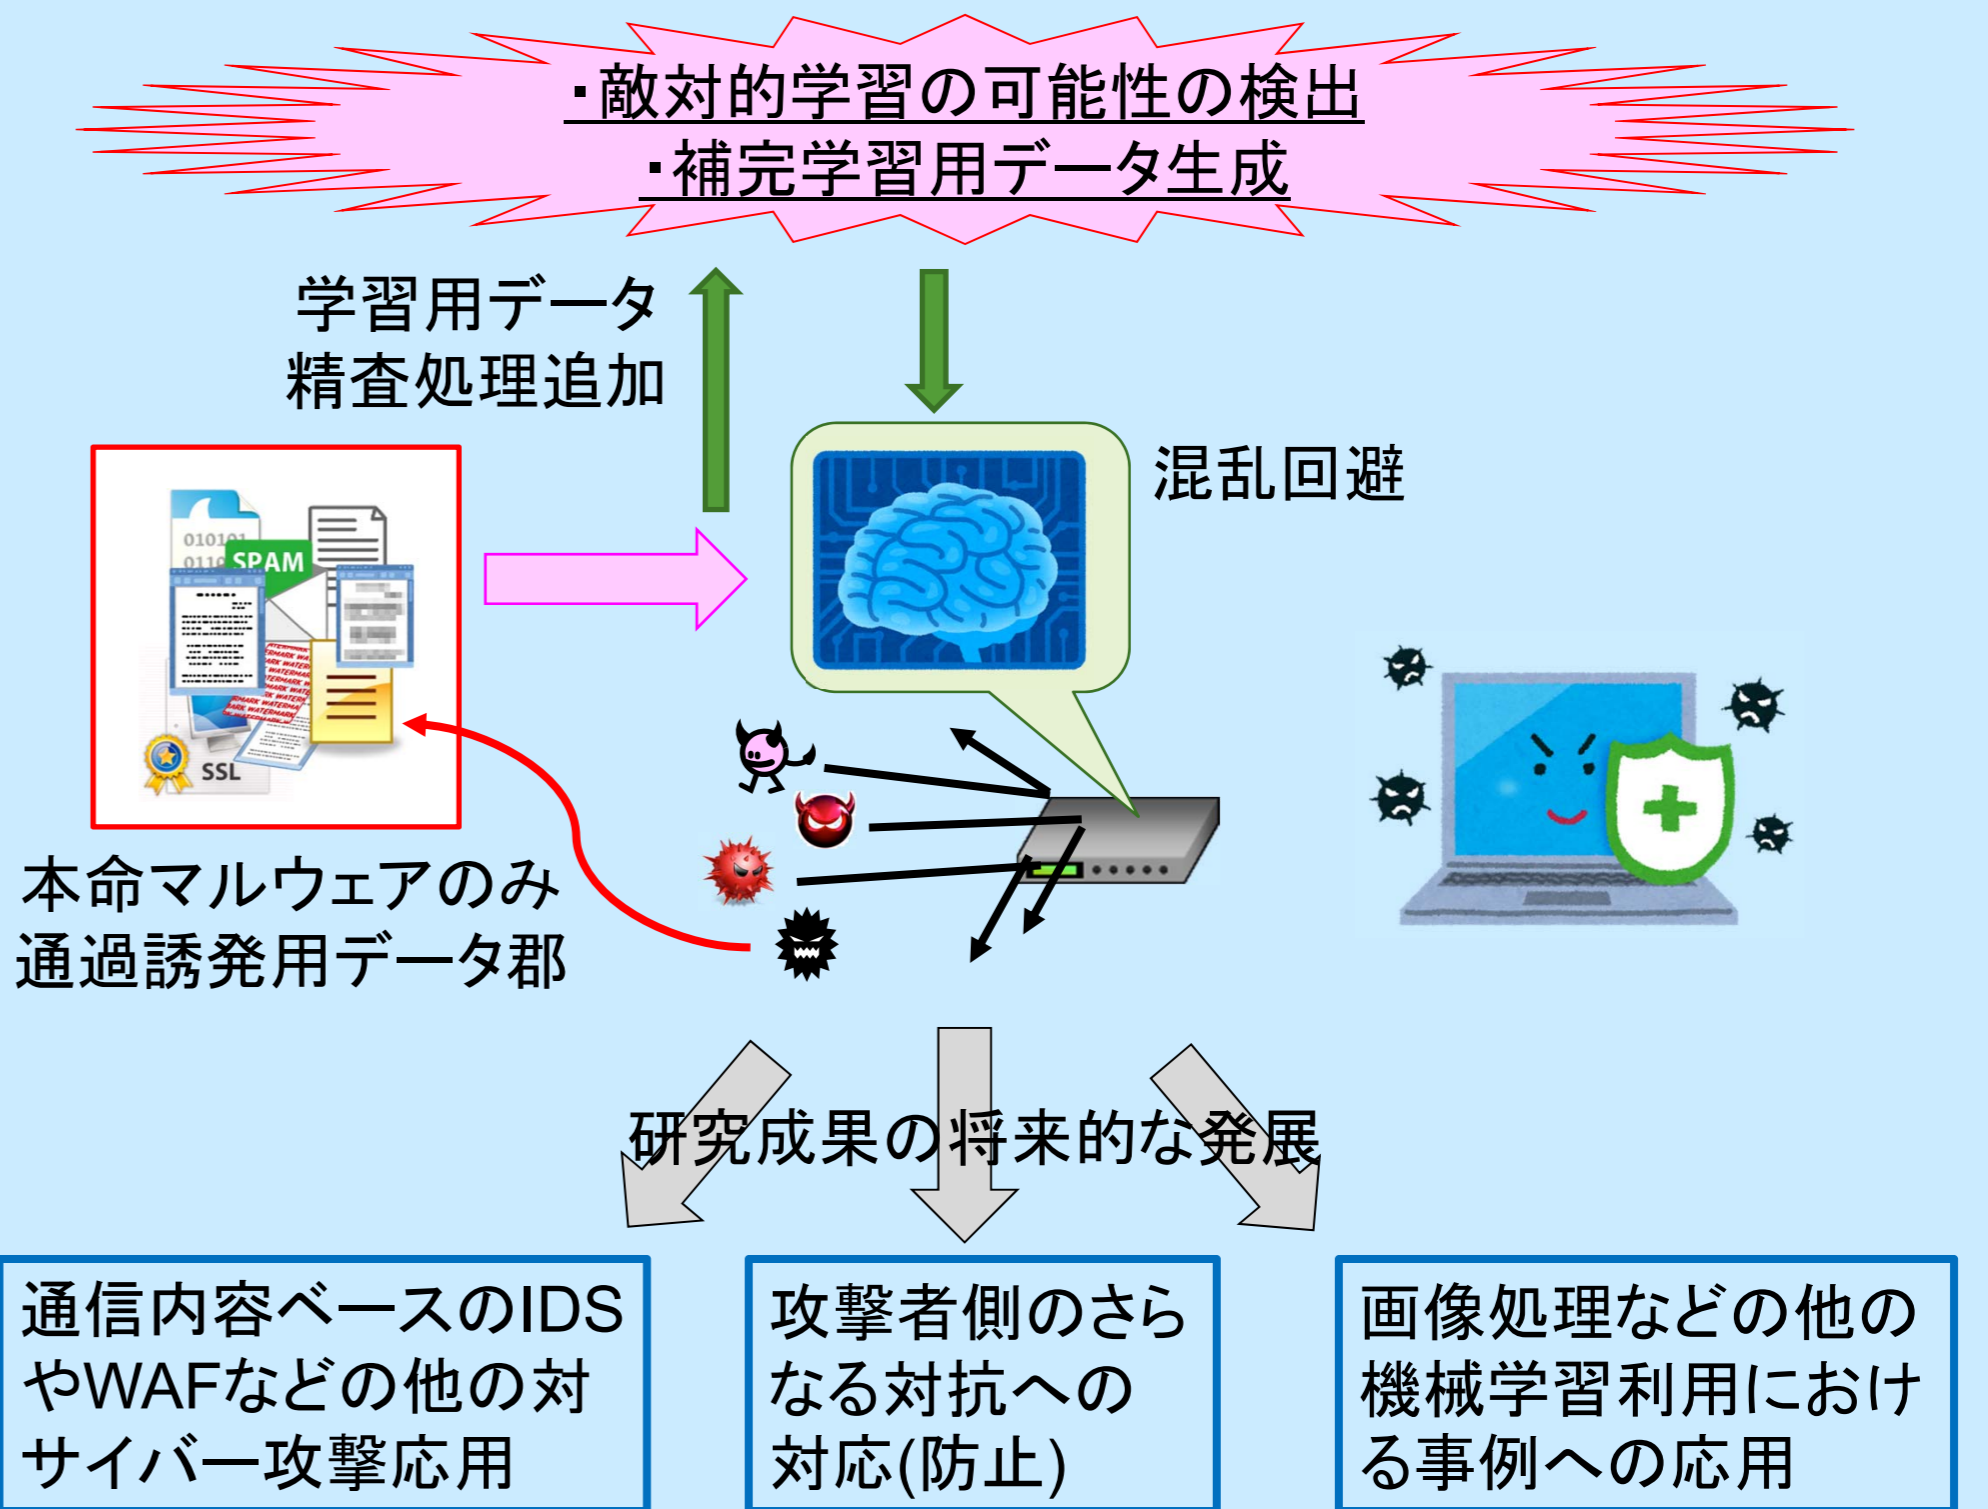 ・敵対的学習の可能性の検出
・補完学習用データ生成
学習用データ
精査処理追加
混乱回避
010101
0110
SPAM
SSL
本命マルウェアのみ
通過誘発用データ郡
研究成果の将来的な発展
通信内容ベースのIDS
やWAFなどの他の対
サイバー攻撃応用
攻撃者側のさら
なる対抗への
対応(防止)
画像処理などの他の
機械学習利用におけ
る事例への応用